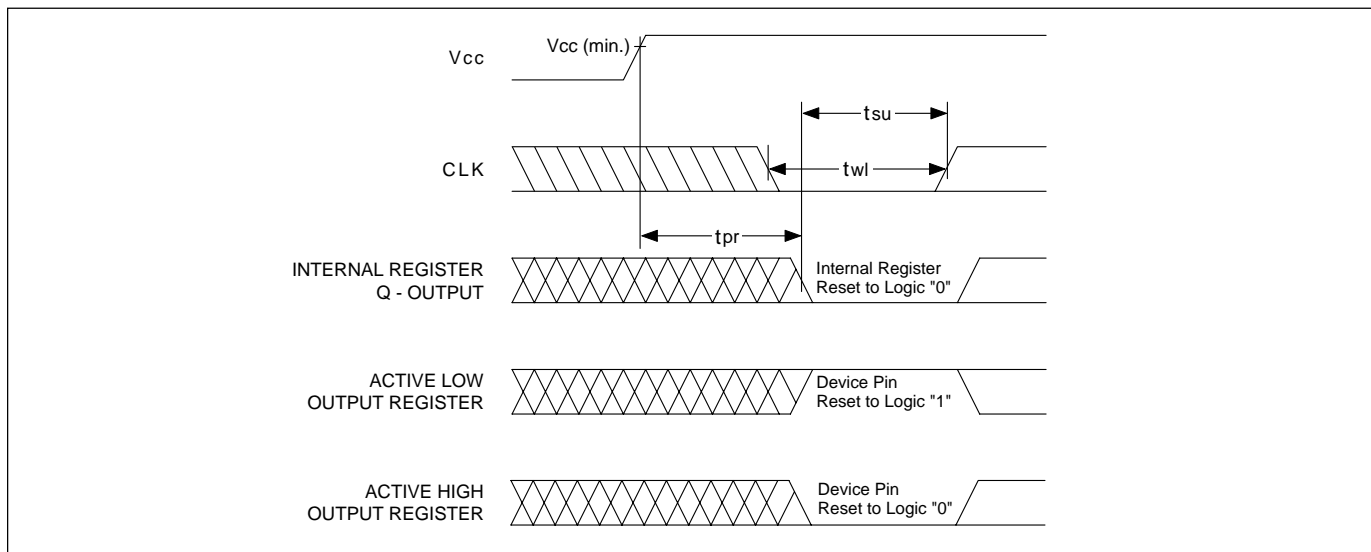 Vcc
Vcc (min.)
tsu
CLK
twl
tpr
INTERNAL REGISTER
Q - OUTPUT
Internal Register
Reset to Logic "0"
ACTIVE LOW
OUTPUT REGISTER
Device Pin
Reset to Logic "1"
ACTIVE HIGH
OUTPUT REGISTER
Device Pin
Reset to Logic "0"